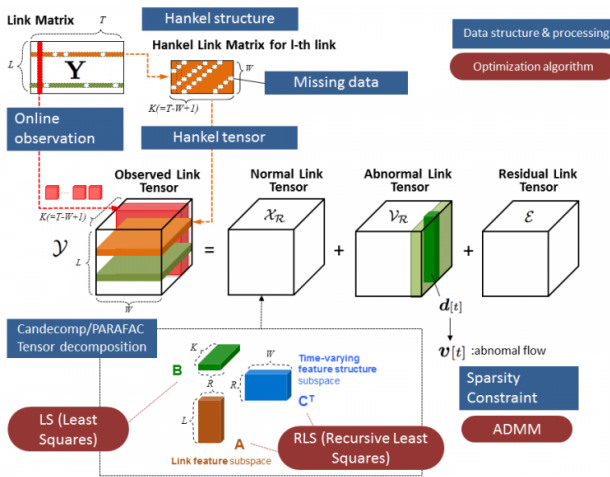 Link Matrix
T
L
Y
Hankel structure
Hankel Link Matrix for l-th link
W
K(=T-W+1)
Missing data
Data structure & processing
Optimization algorithm
Online
observation
Hankel tensor
Observed Link
Tensor
Normal Link
Tensor
Abnormal Link
Tensor
Residual Link
Tensor
K(=T-W+1)
𝒴
L
W
=
𝒳ℛ
+
𝒱ℛ
+
ℰ
d[t]
v[t] :abnomal flow
Candecomp/PARAFAC
Tensor decomposition
K
B
R
W
R
Time-varying
feature structure
subspace
Cᵀ
L
A
Link feature subspace
LS (Least
Squares)
RLS (Recursive Least
Squares)
Sparsity
Constraint
ADMM